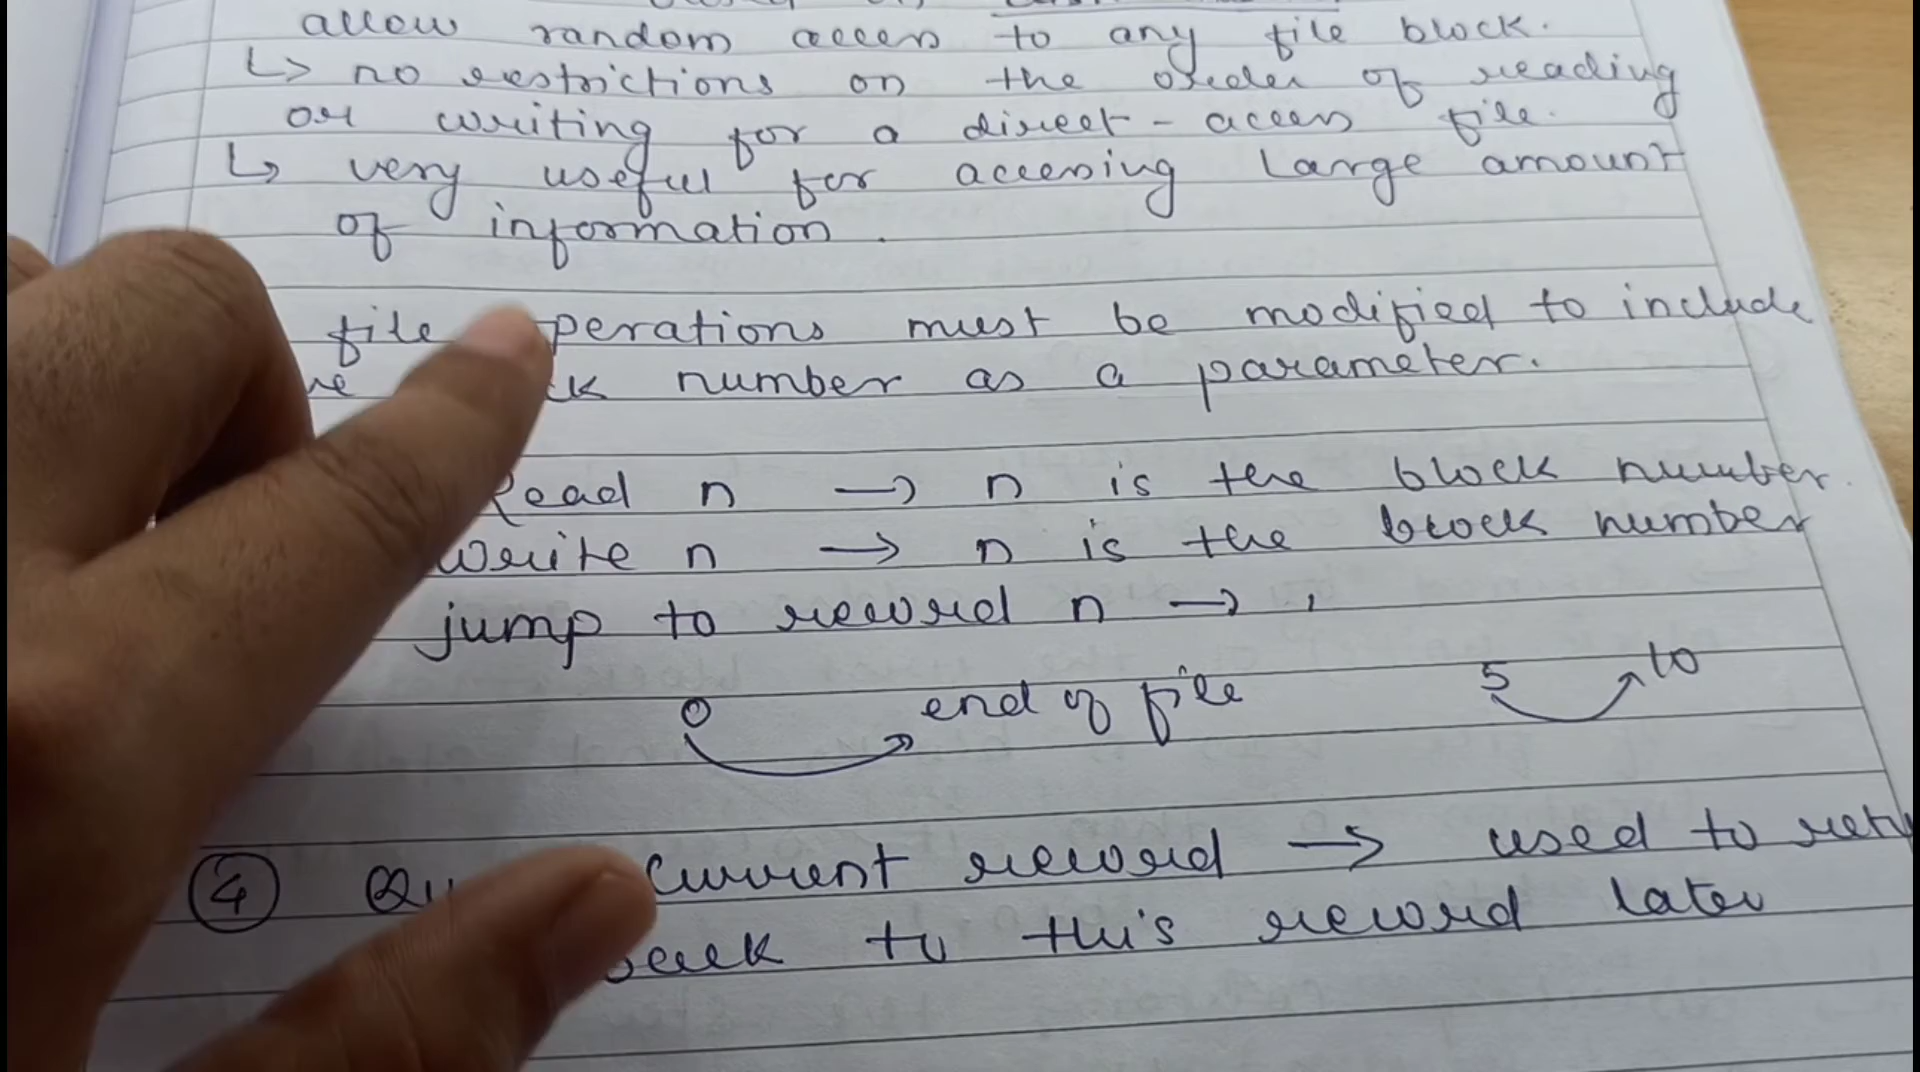 allow random access to any file block.
↳ no restrictions on the order of reading
or writing for a direct-access file.
↳ very useful for accessing large amount
of information.
file perations must be modified to include
number as a parameter.
Read n → n is the block number.
write n → n is the block number
jump to record n →
0 end of file 5 10
④ current record → used to
back to this record later